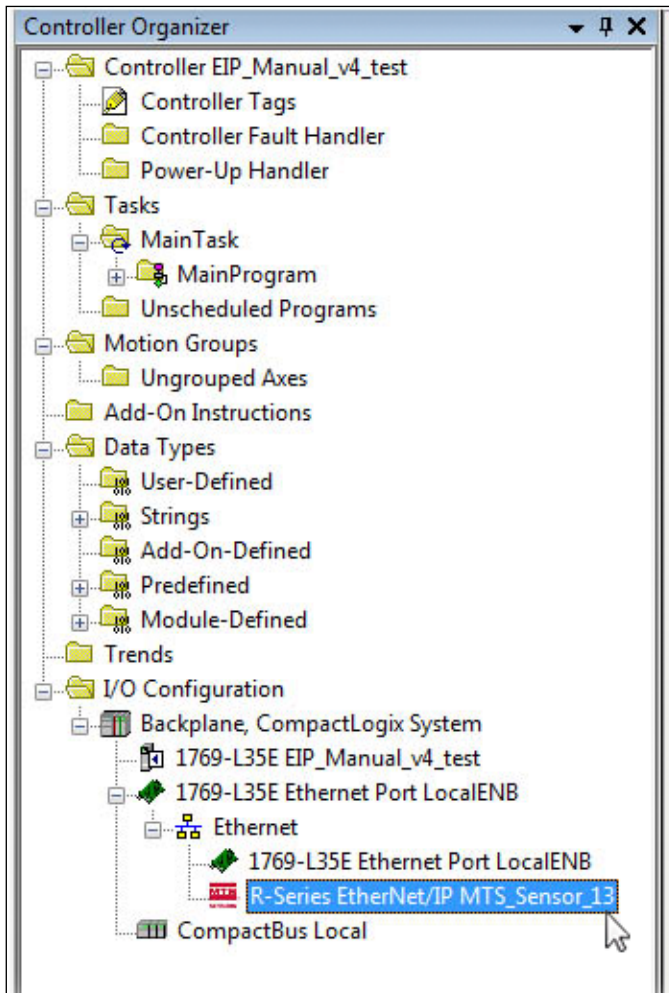 Controller Organizer
Controller EIP_Manual_v4_test
Controller Tags
Controller Fault Handler
Power-Up Handler
Tasks
MainTask
MainProgram
Unscheduled Programs
Motion Groups
Ungrouped Axes
Add-On Instructions
Data Types
User-Defined
Strings
Add-On-Defined
Predefined
Module-Defined
Trends
I/O Configuration
Backplane, CompactLogix System
1769-L35E EIP_Manual_v4_test
1769-L35E Ethernet Port LocalENB
Ethernet
1769-L35E Ethernet Port LocalENB
MTS R-Series EtherNet/IP MTS_Sensor_13
CompactBus Local